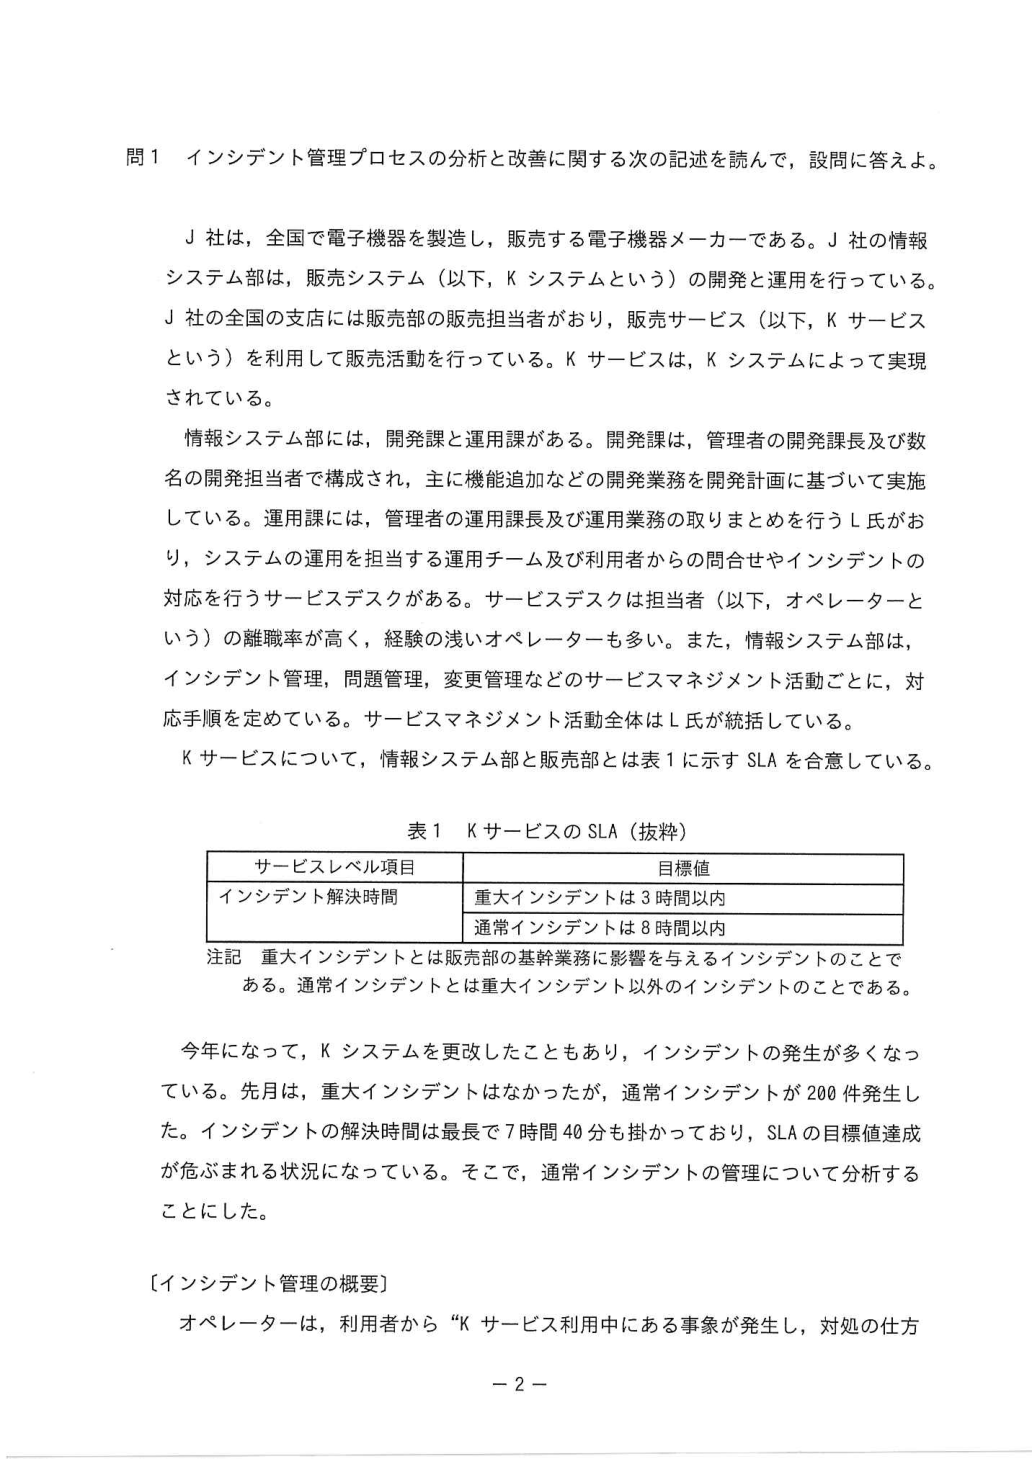 問1 インシデント管理プロセスの分析と改善に関する次の記述を読んで，設問に答えよ。
J 社は，全国で電子機器を製造し，販売する電子機器メーカーである。J 社の情報
システム部は，販売システム（以下，K システムという）の開発と運用を行っている。
J 社の全国の支店には販売部の販売担当者がおり，販売サービス（以下，K サービス
という）を利用して販売活動を行っている。K サービスは，K システムによって実現
されている。
情報システム部には，開発課と運用課がある。開発課は，管理者の開発課長及び数
名の開発担当者で構成され，主に機能追加などの開発業務を開発計画に基づいて実施
している。運用課には，管理者の運用課長及び運用業務の取りまとめを行うL氏がお
り，システムの運用を担当する運用チーム及び利用者からの問合せやインシデントの
対応を行うサービスデスクがある。サービスデスクは担当者（以下，オペレーターと
いう）の離職率が高く，経験の浅いオペレーターも多い。また，情報システム部は，
インシデント管理，問題管理，変更管理などのサービスマネジメント活動ごとに，対
応手順を定めている。サービスマネジメント活動全体はL氏が統括している。
K サービスについて，情報システム部と販売部とは表1に示す SLA を合意している。
表1 K サービスの SLA（抜粋）
サービスレベル項目 目標値
インシデント解決時間 重大インシデントは3時間以内
通常インシデントは8時間以内
注記 重大インシデントとは販売部の基幹業務に影響を与えるインシデントのことで
ある。通常インシデントとは重大インシデント以外のインシデントのことである。
今年になって，K システムを更改したこともあり，インシデントの発生が多くなっ
ている。先月は，重大インシデントはなかったが，通常インシデントが 200 件発生し
た。インシデントの解決時間は最長で7時間40分も掛かっており，SLAの目標値達成
が危ぶまれる状況になっている。そこで，通常インシデントの管理について分析する
ことにした。
〔インシデント管理の概要〕
オペレーターは，利用者から“K サービス利用中にある事象が発生し，対処の仕方
－ 2 －